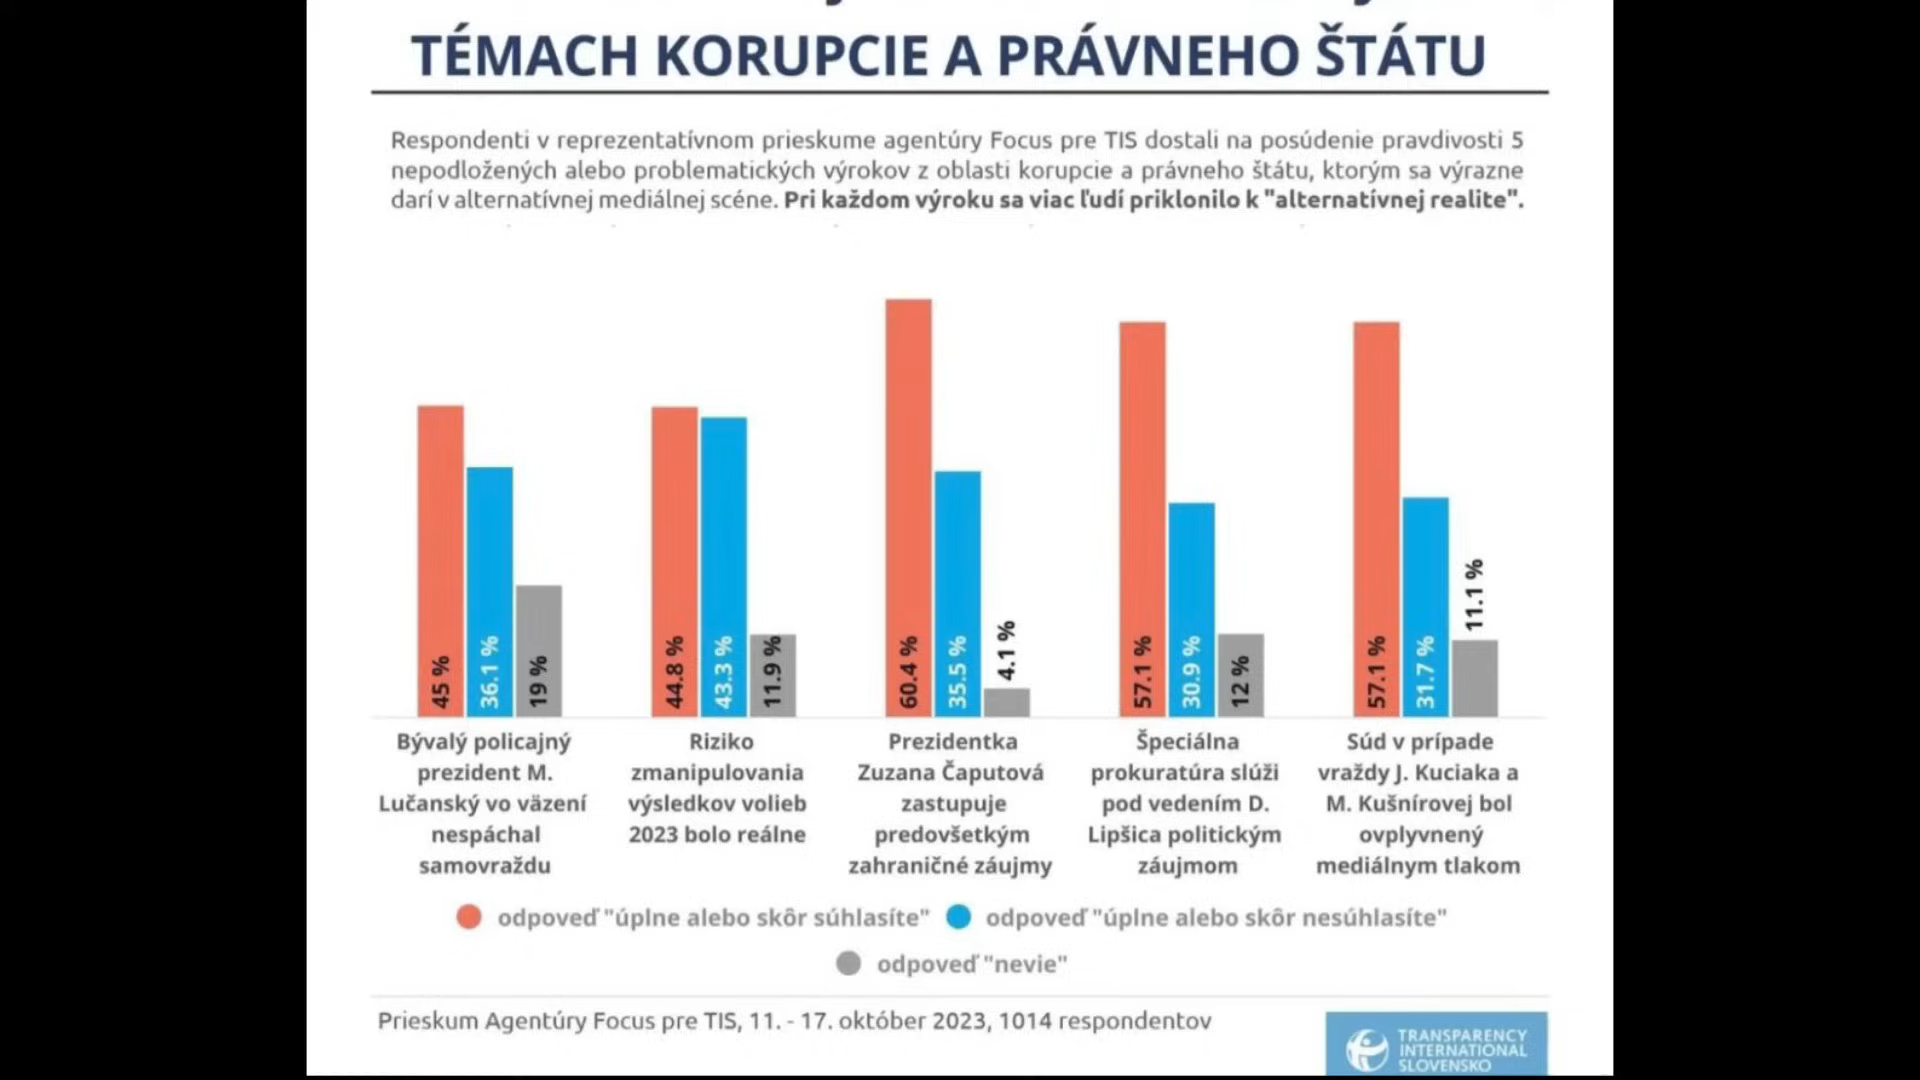 TÉMACH KORUPCIE A PRÁVNEHO ŠTÁTU
Respondenti v reprezentatívnom prieskume agentúry Focus pre TIS dostali na posúdenie pravdivosti 5
nepodložených alebo problematických výrokov z oblasti korupcie a právneho štátu, ktorým sa výrazne
darí v alternatívnej mediálnej scéne. Pri každom výroku sa viac ľudí priklonilo k "alternatívnej realite".
45 %
36.1 %
19 %
44.8 %
43.3 %
11.9 %
60.4 %
35.5 %
4.1 %
57.1 %
30.9 %
12 %
57.1 %
31.7 %
11.1 %
Bývalý policajný
prezident M.
Lučanský vo väzení
nespáchal
samovraždu
Riziko
zmanipulovania
výsledkov volieb
2023 bolo reálne
Prezidentka
Zuzana Čaputová
zastupuje
predovšetkým
zahraničné záujmy
Špeciálna
prokuratúra slúži
pod vedením D.
Lipšica politickým
záujmom
Súd v prípade
vraždy J. Kuciaka a
M. Kušnírovej bol
ovplyvnený
mediálnym tlakom
odpoveď "úplne alebo skôr súhlasíte"
odpoveď "úplne alebo skôr nesúhlasíte"
odpoveď "nevie"
Prieskum Agentúry Focus pre TIS, 11. - 17. október 2023, 1014 respondentov
TRANSPARENCY
INTERNATIONAL
SLOVENSKO